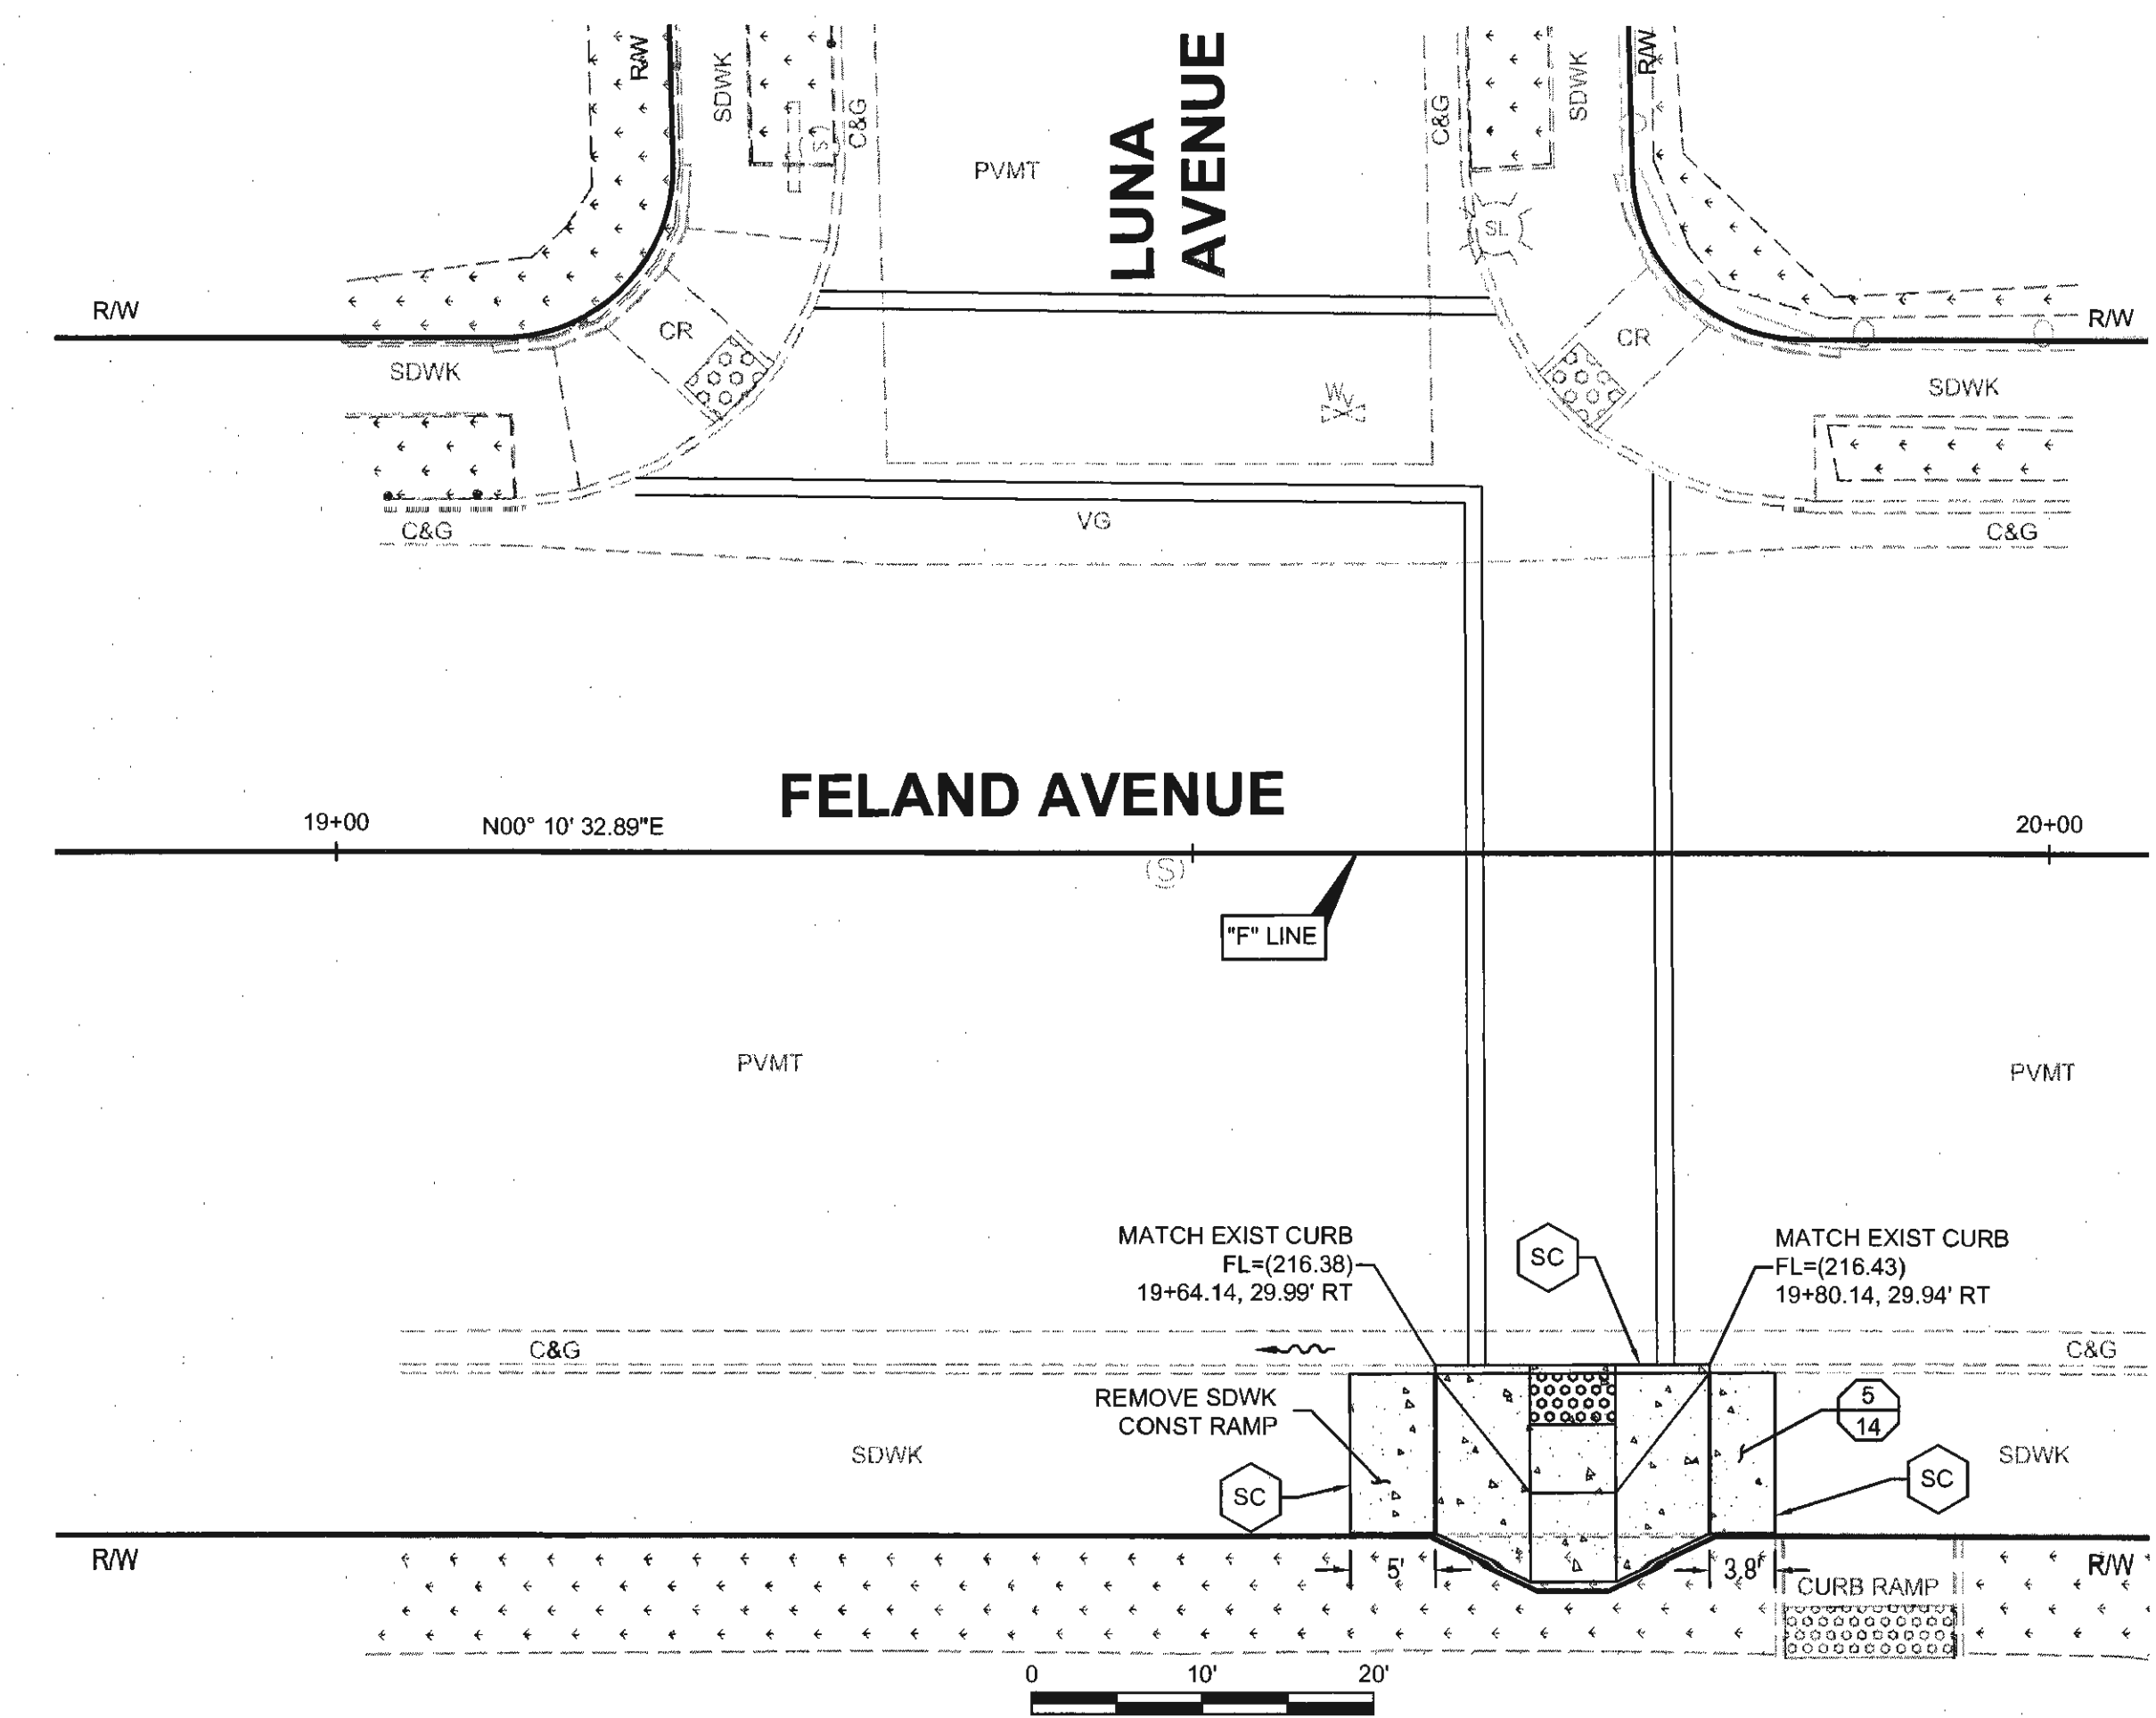 R/W
SDWK
C&G
PVMT
LUNA
AVENUE
C&G
SDWK
R/W
SL
R/W
CR
CR
R/W
SDWK
SDWK
WV
C&G
VG
C&G
FELAND AVENUE
19+00
N00° 10' 32.89"E
20+00
(S)
"F" LINE
PVMT
PVMT
MATCH EXIST CURB
FL=(216.38)
19+64.14, 29.99' RT
SC
MATCH EXIST CURB
FL=(216.43)
19+80.14, 29.94' RT
C&G
C&G
REMOVE SDWK
CONST RAMP
5
14
SDWK
SC
SC
SDWK
R/W
5'
3.8'
R/W
CURB RAMP
0 10' 20'